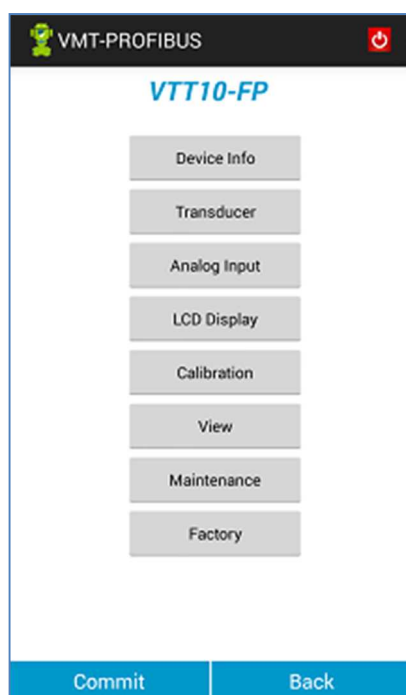 VMT-PROFIBUS
VTT10-FP
Device Info
Transducer
Analog Input
LCD Display
Calibration
View
Maintenance
Factory
Commit Back